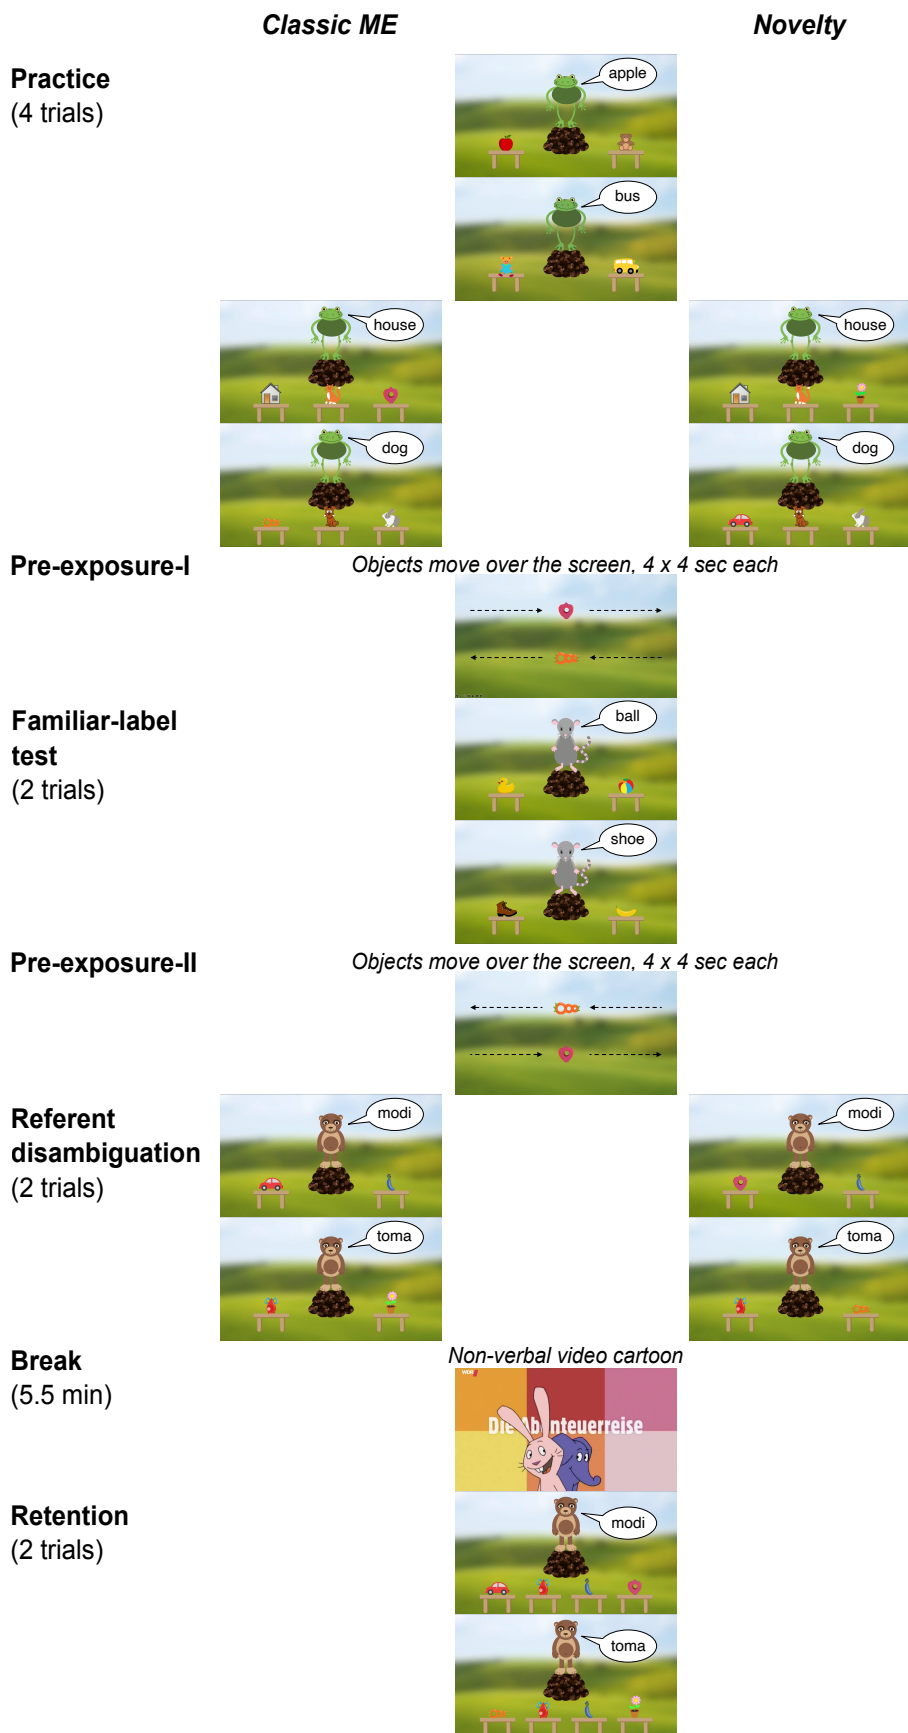 Classic ME
Novelty
Practice
(4 trials)
apple
bus
house
house
dog
dog
Pre-exposure-I
Objects move over the screen, 4 x 4 sec each
Familiar-label
test
(2 trials)
ball
shoe
Pre-exposure-II
Objects move over the screen, 4 x 4 sec each
Referent
disambiguation
(2 trials)
modi
modi
toma
toma
Break
(5.5 min)
Non-verbal video cartoon
WDR
Die Abenteuerreise
Retention
(2 trials)
modi
toma